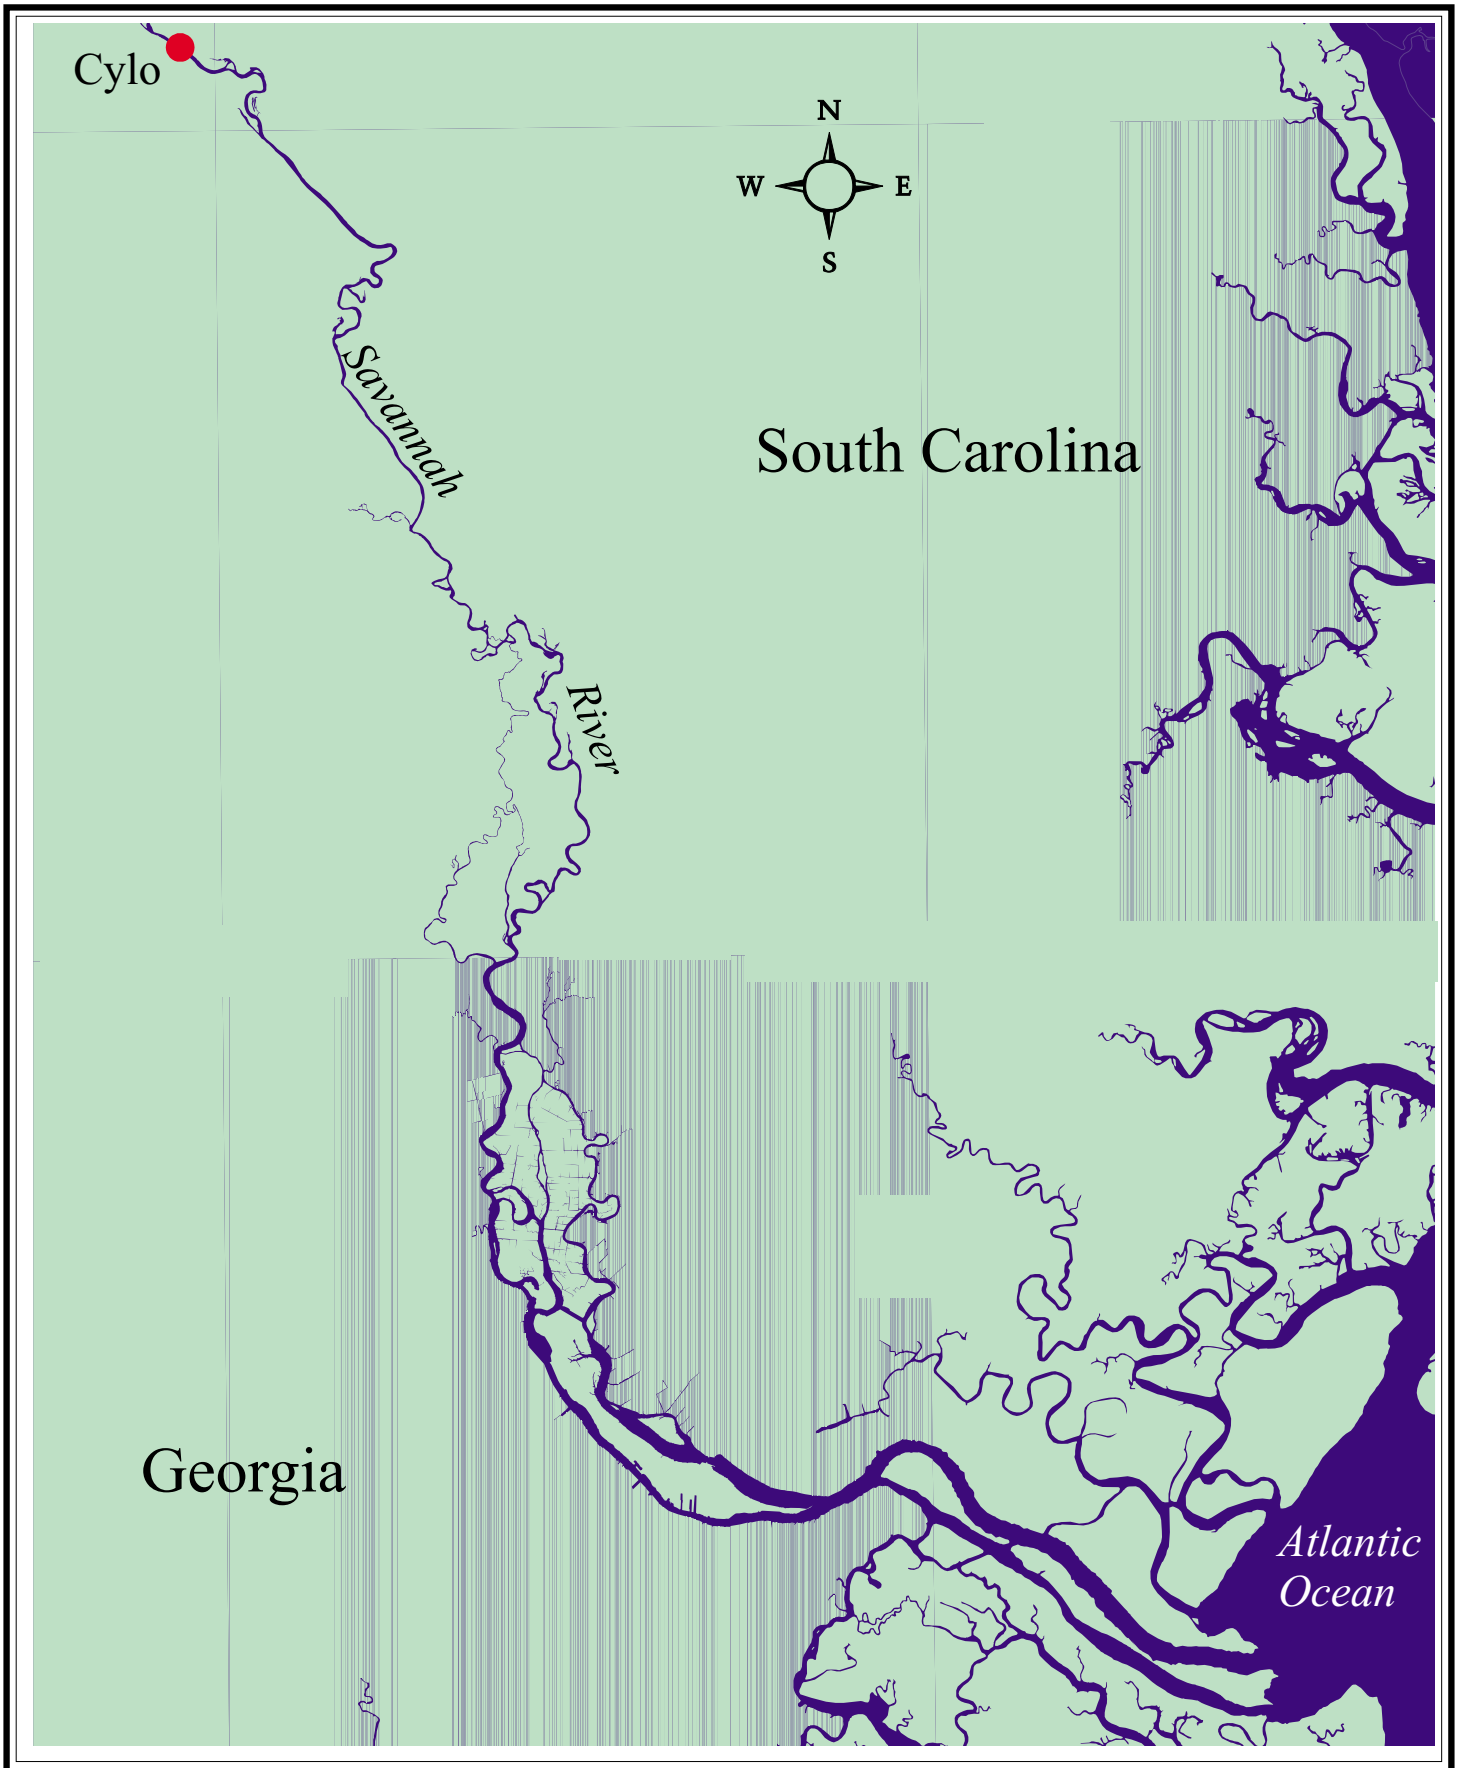 Cylo
N
W E
S
Savannah
South Carolina
River
Georgia
Atlantic
Ocean